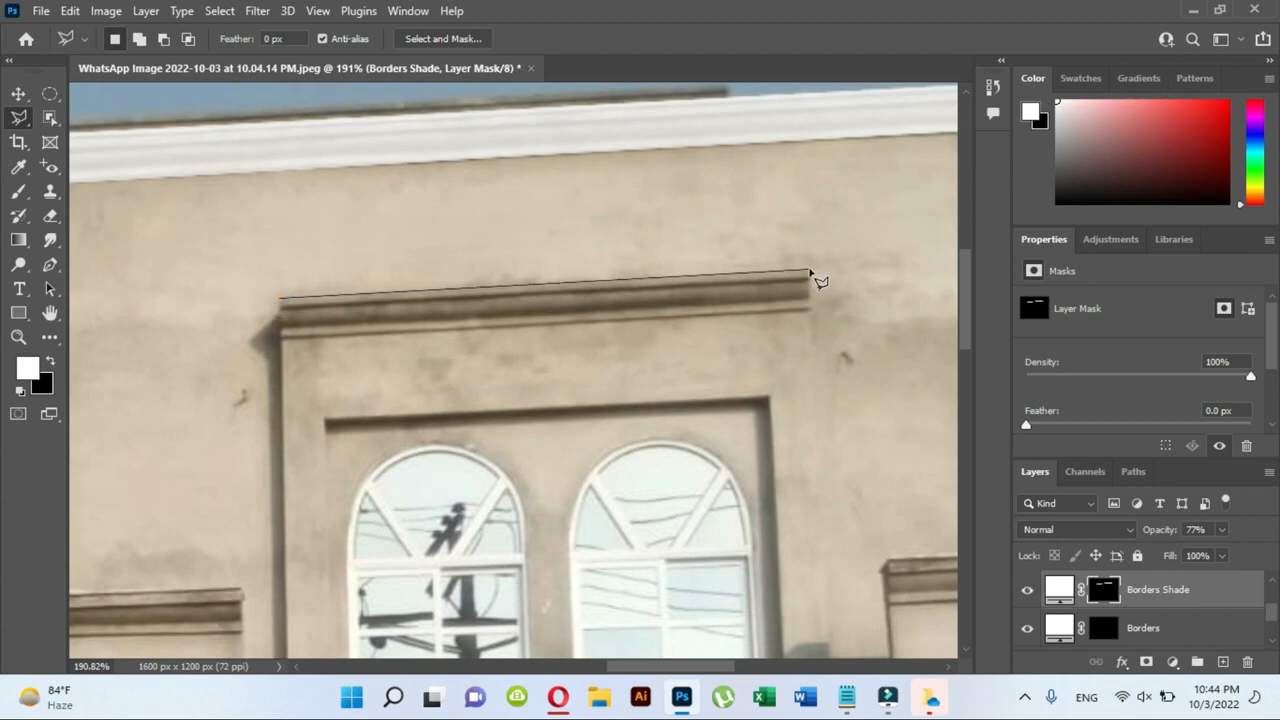 File Edit Image Layer Type Select Filter 3D View Plugins Window Help
Feather: 0 px Anti-alias Select and Mask...
WhatsApp Image 2022-10-03 at 10.04.14 PM.jpeg @ 191% (Borders Shade, Layer Mask/8) * ×
Color Swatches Gradients Patterns
Properties Adjustments Libraries
Masks
Layer Mask
Density: 100%
Feather: 0.0 px
Layers Channels Paths
Kind
Normal Opacity: 77%
Lock: Fill: 100%
Borders Shade
Borders
190.82% 1600 px x 1200 px (72 ppi)
84°F
Haze
ENG
10:44 PM
10/3/2022